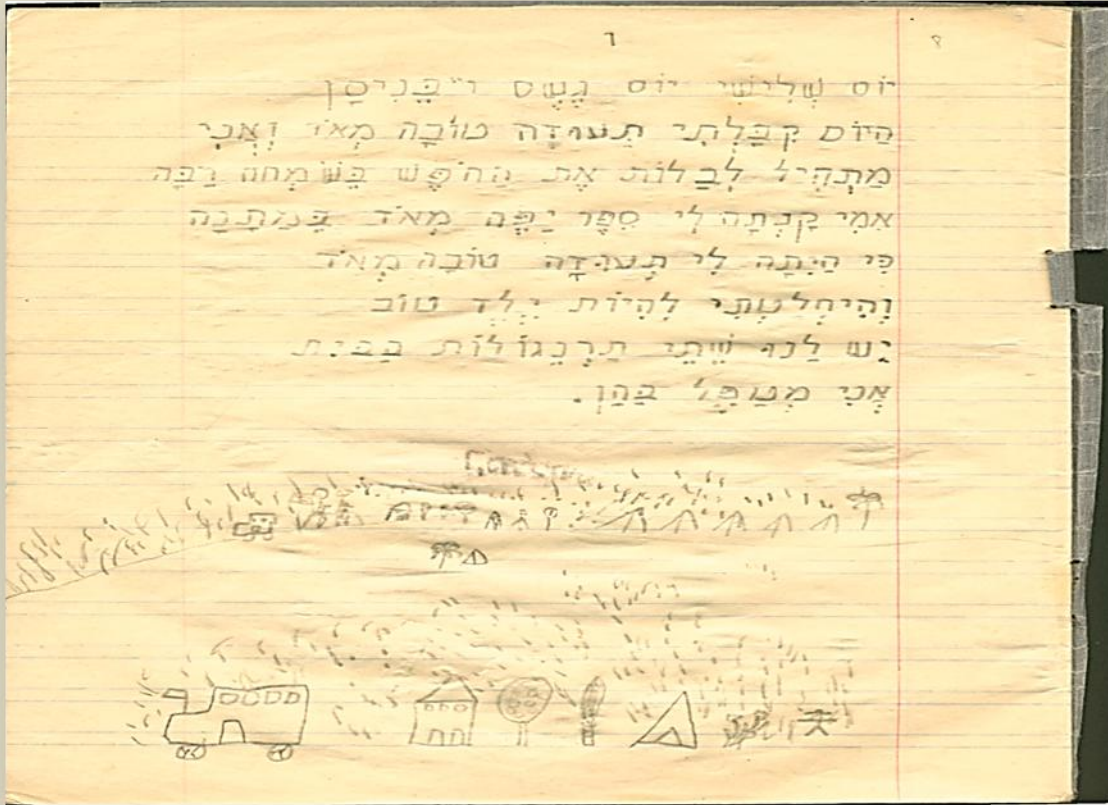 ו
יום שלישי יום גשם י״בניסן
היום קבלתי תעודה טובה מאד ואני
מתחיל לבלות את החפש בשמחה רבה
אמי קנתה לי ספר יפה מאד במתנה
כי היתה לי תעודה טובה מאד
והיחלטתי להיות ילד טוב
יש לנו שתי תרנגולות בבית
אני מטפל בהן.